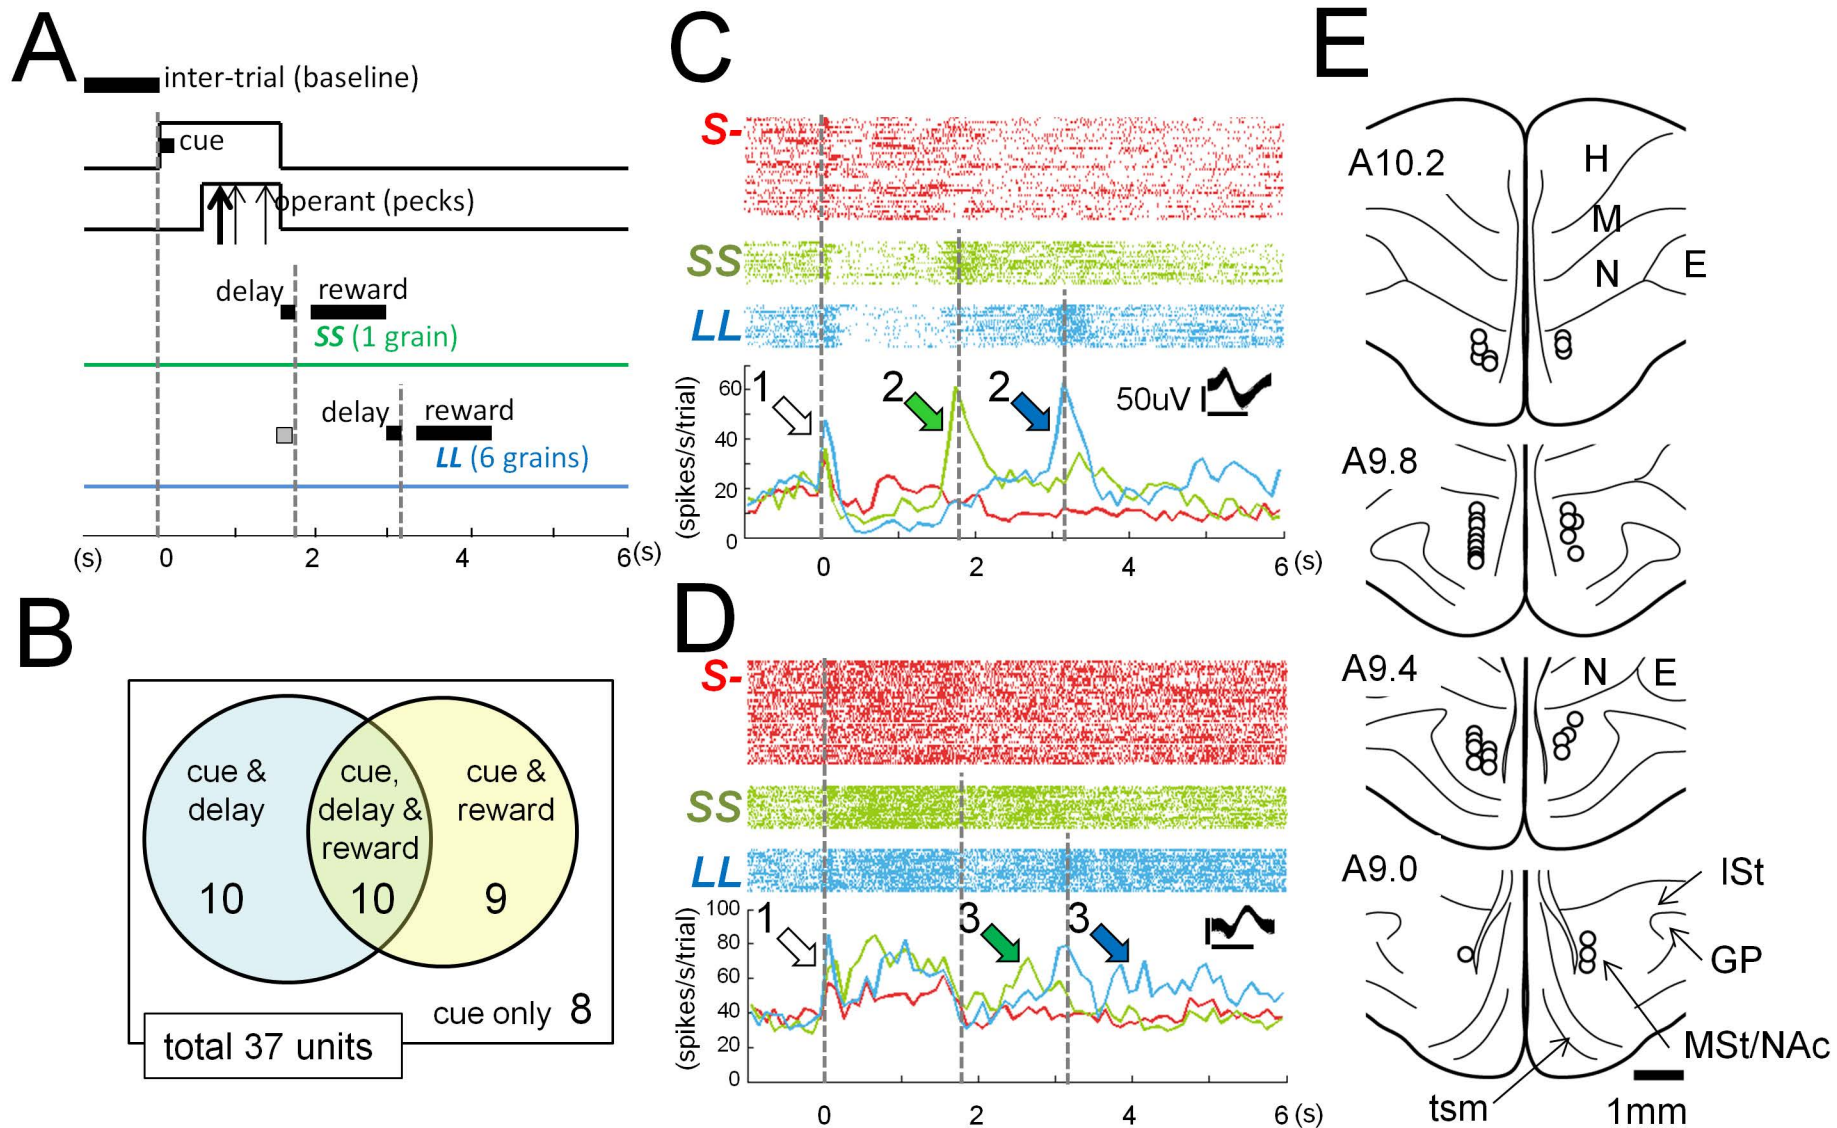 A
inter-trial (baseline)
cue
operant (pecks)
delay
reward
SS (1 grain)
delay
reward
LL (6 grains)
(s)
0
2
4
6
(s)
B
cue &
delay
10
cue,
delay &
reward
10
cue &
reward
9
cue only 8
total 37 units
C
S-
SS
LL
(spikes/s/trial)
60
40
20
0
1
2
2
50uV
0
2
4
6
(s)
D
S-
SS
LL
(spikes/s/trial)
100
80
60
40
20
0
1
3
3
0
2
4
6
(s)
E
A10.2
H
M
N
E
A9.8
A9.4
N
E
A9.0
lSt
GP
MSt/NAc
tsm
1mm